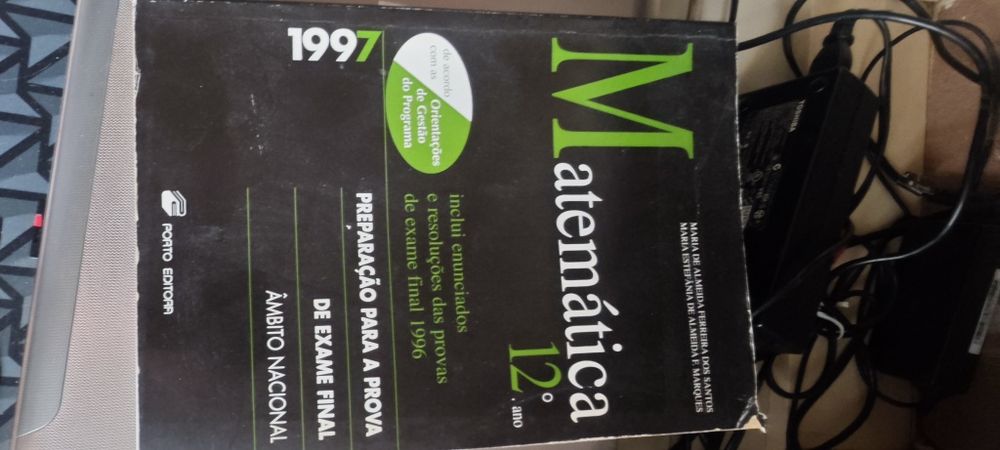 MARIA DE ALMEIDA FERREIRA DOS SANTOS
MARIA ESTEFÂNIA DE ALMEIDA F. MARQUES
Matemática
12.º ano
inclui enunciados
e resoluções das provas
de exame final 1996
de acordo
com as Orientações
de Gestão
do Programa
1997
PREPARAÇÃO PARA A PROVA
DE EXAME FINAL
ÂMBITO NACIONAL
PORTO EDITORA
TOSHIBA